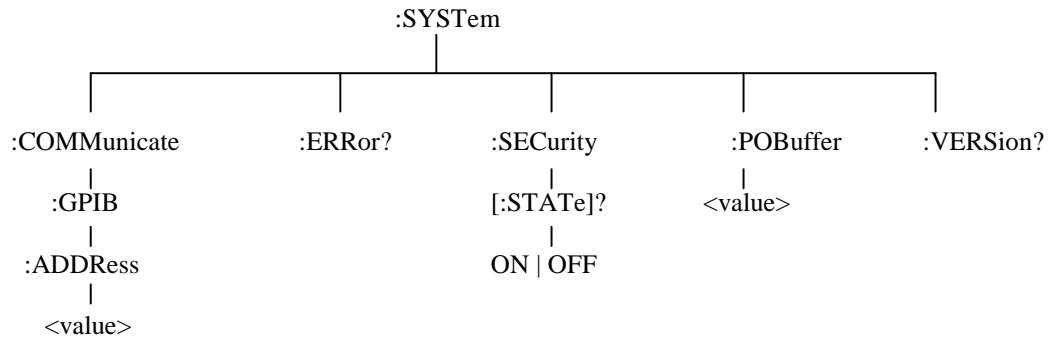 :SYSTem
:COMMunicate :ERRor? :SECurity :POBuffer :VERSion?
:GPIB [:STATe]? <value>
:ADDRess ON | OFF
<value>